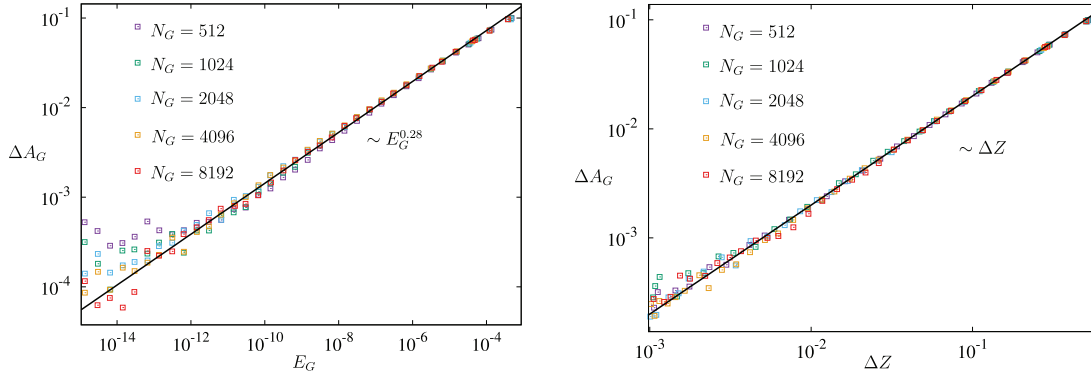 10^{-1}
10^{-2}
10^{-3}
10^{-4}
ΔA_G
N_G = 512
N_G = 1024
N_G = 2048
N_G = 4096
N_G = 8192
∼ E_G^{0.28}
10^{-14} 10^{-12} 10^{-10} 10^{-8} 10^{-6} 10^{-4}
E_G
10^{-1}
10^{-2}
10^{-3}
ΔA_G
N_G = 512
N_G = 1024
N_G = 2048
N_G = 4096
N_G = 8192
∼ ΔZ
10^{-3} 10^{-2} 10^{-1}
ΔZ